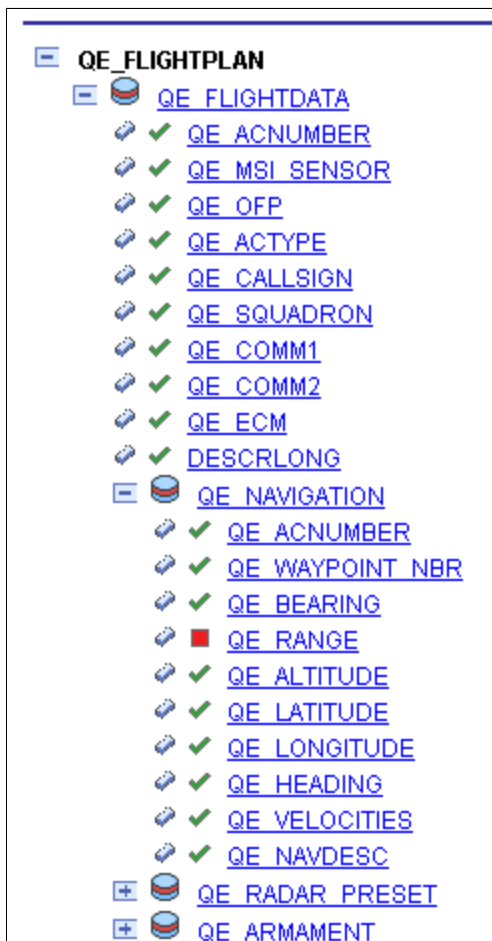 QE_FLIGHTPLAN
QE_FLIGHTDATA
QE_ACNUMBER
QE_MSI_SENSOR
QE_OFP
QE_ACTYPE
QE_CALLSIGN
QE_SQUADRON
QE_COMM1
QE_COMM2
QE_ECM
DESCRLONG
QE_NAVIGATION
QE_ACNUMBER
QE_WAYPOINT_NBR
QE_BEARING
QE_RANGE
QE_ALTITUDE
QE_LATITUDE
QE_LONGITUDE
QE_HEADING
QE_VELOCITIES
QE_NAVDESC
QE_RADAR_PRESET
QE_ARMAMENT